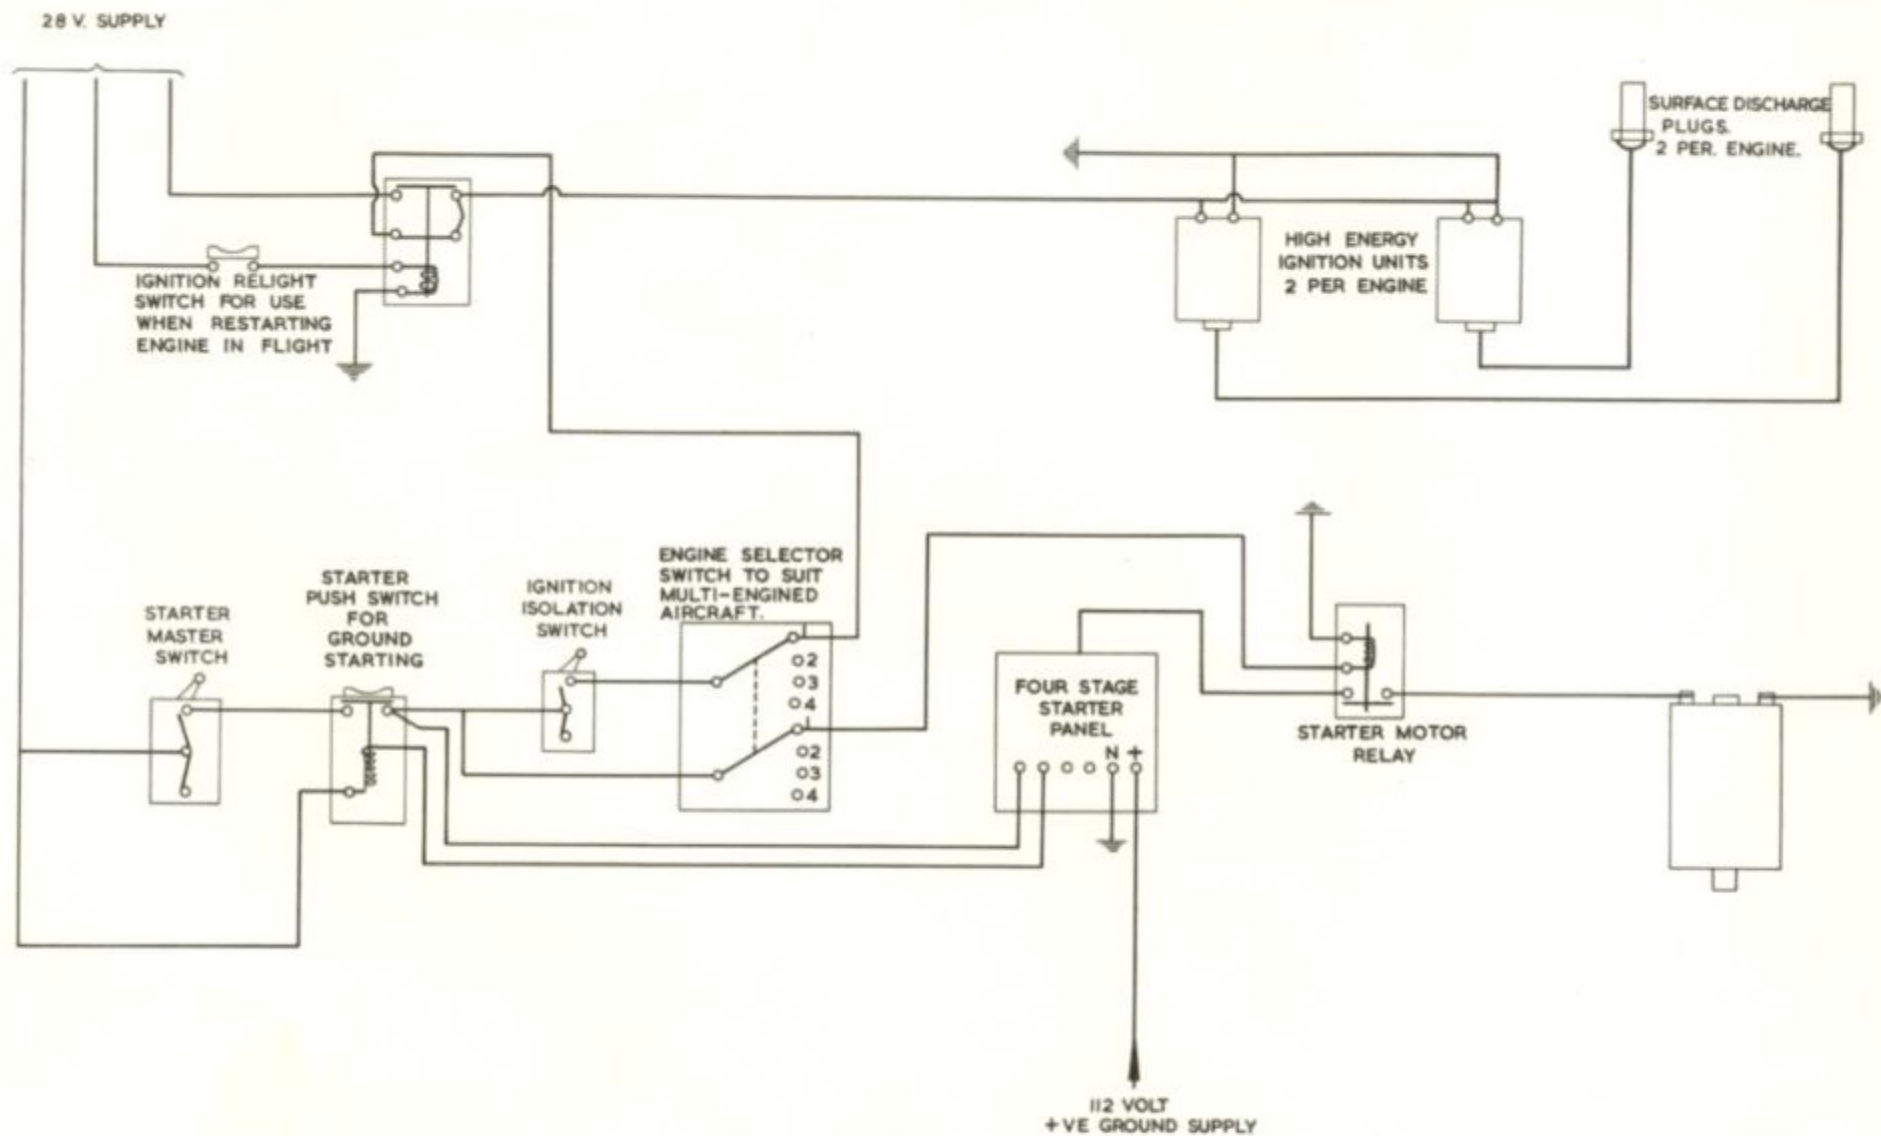 28 V. SUPPLY
SURFACE DISCHARGE
PLUGS.
2 PER. ENGINE.
HIGH ENERGY
IGNITION UNITS
2 PER ENGINE
IGNITION RELIGHT
SWITCH FOR USE
WHEN RESTARTING
ENGINE IN FLIGHT
STARTER
MASTER
SWITCH
STARTER
PUSH SWITCH
FOR
GROUND
STARTING
IGNITION
ISOLATION
SWITCH
ENGINE SELECTOR
SWITCH TO SUIT
MULTI-ENGINED
AIRCRAFT.
1
2
3
4
1
2
3
4
FOUR STAGE
STARTER
PANEL
N +
STARTER MOTOR
RELAY
112 VOLT
+VE GROUND SUPPLY